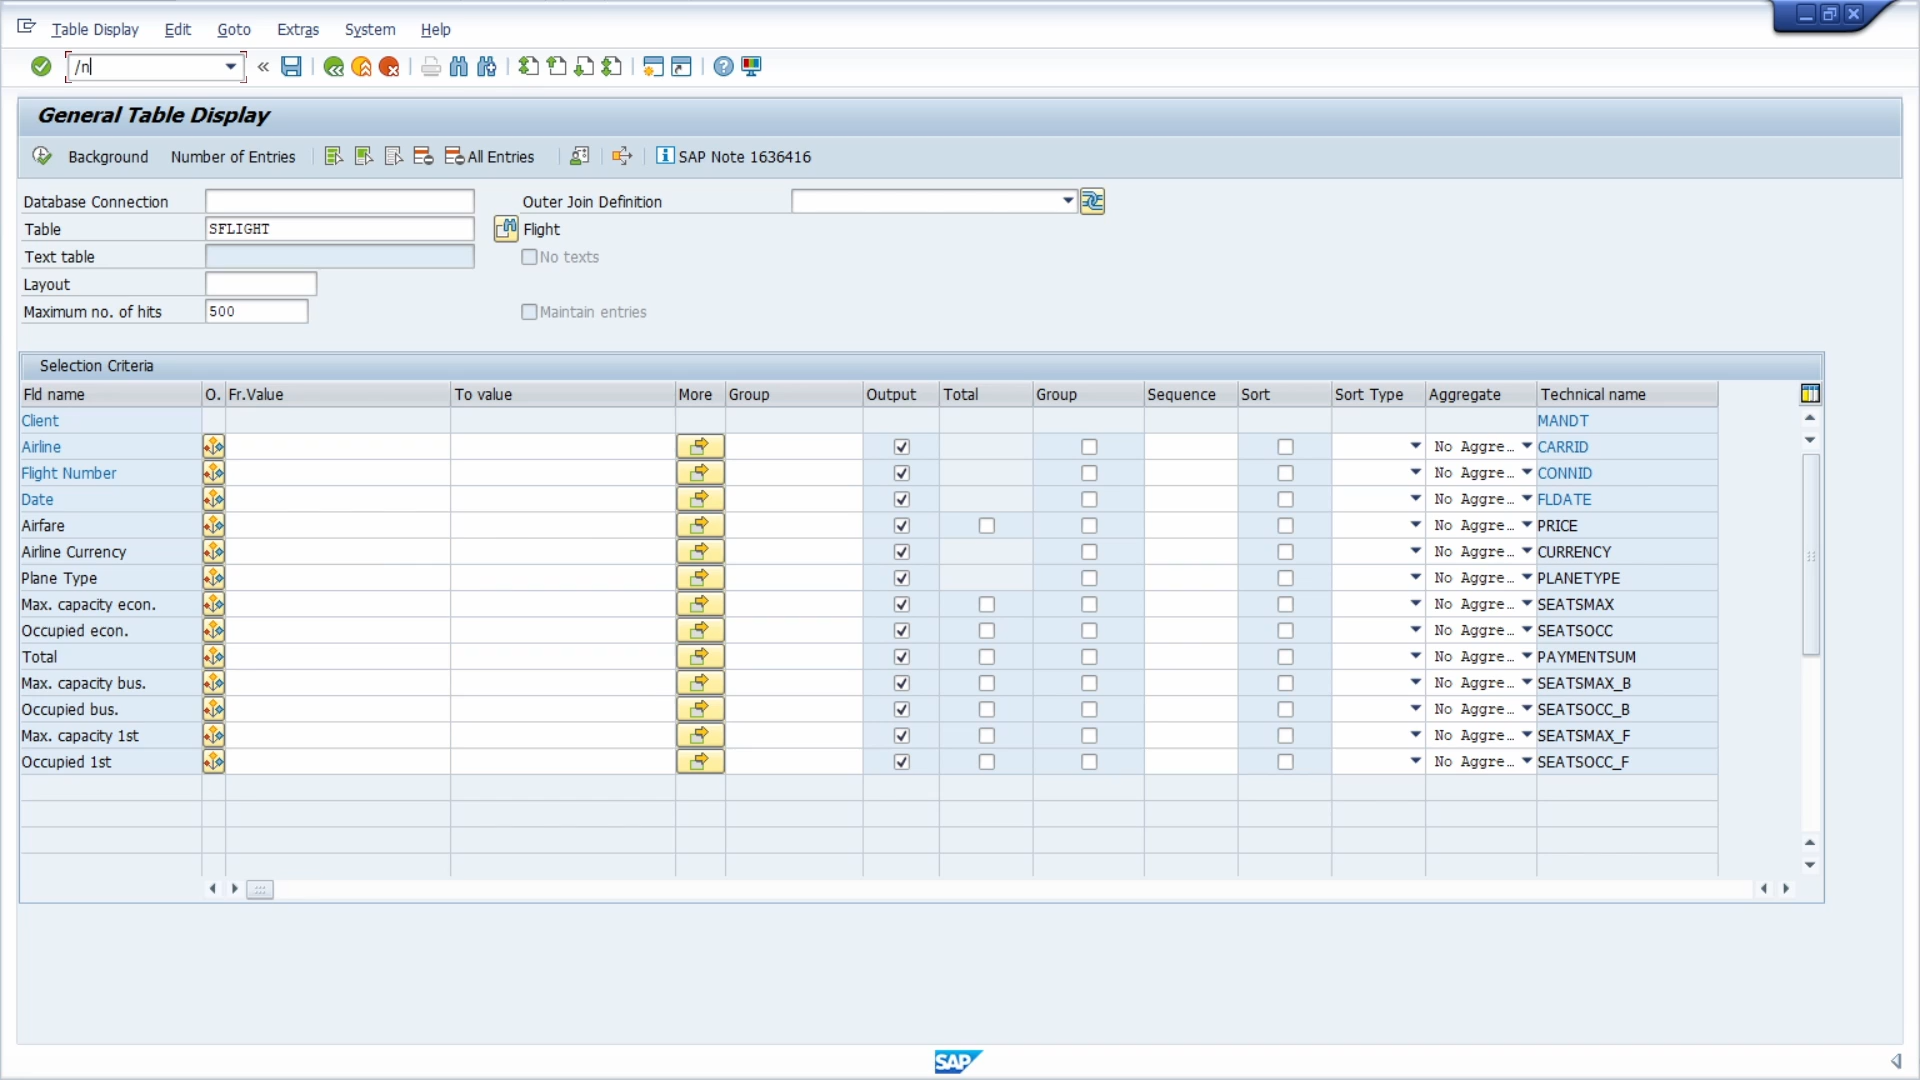 Table Display Edit Goto Extras System Help
/n
General Table Display
Background Number of Entries All Entries SAP Note 1636416
Database Connection Outer Join Definition
Table SFLIGHT Flight
Text table No texts
Layout
Maximum no. of hits 500 Maintain entries
Selection Criteria
Fld name O. Fr.Value To value More Group Output Total Group Sequence Sort Sort Type Aggregate Technical name
Client MANDT
Airline No Aggre… CARRID
Flight Number No Aggre… CONNID
Date No Aggre… FLDATE
Airfare No Aggre… PRICE
Airline Currency No Aggre… CURRENCY
Plane Type No Aggre… PLANETYPE
Max. capacity econ. No Aggre… SEATSMAX
Occupied econ. No Aggre… SEATSOCC
Total No Aggre… PAYMENTSUM
Max. capacity bus. No Aggre… SEATSMAX_B
Occupied bus. No Aggre… SEATSOCC_B
Max. capacity 1st No Aggre… SEATSMAX_F
Occupied 1st No Aggre… SEATSOCC_F
SAP